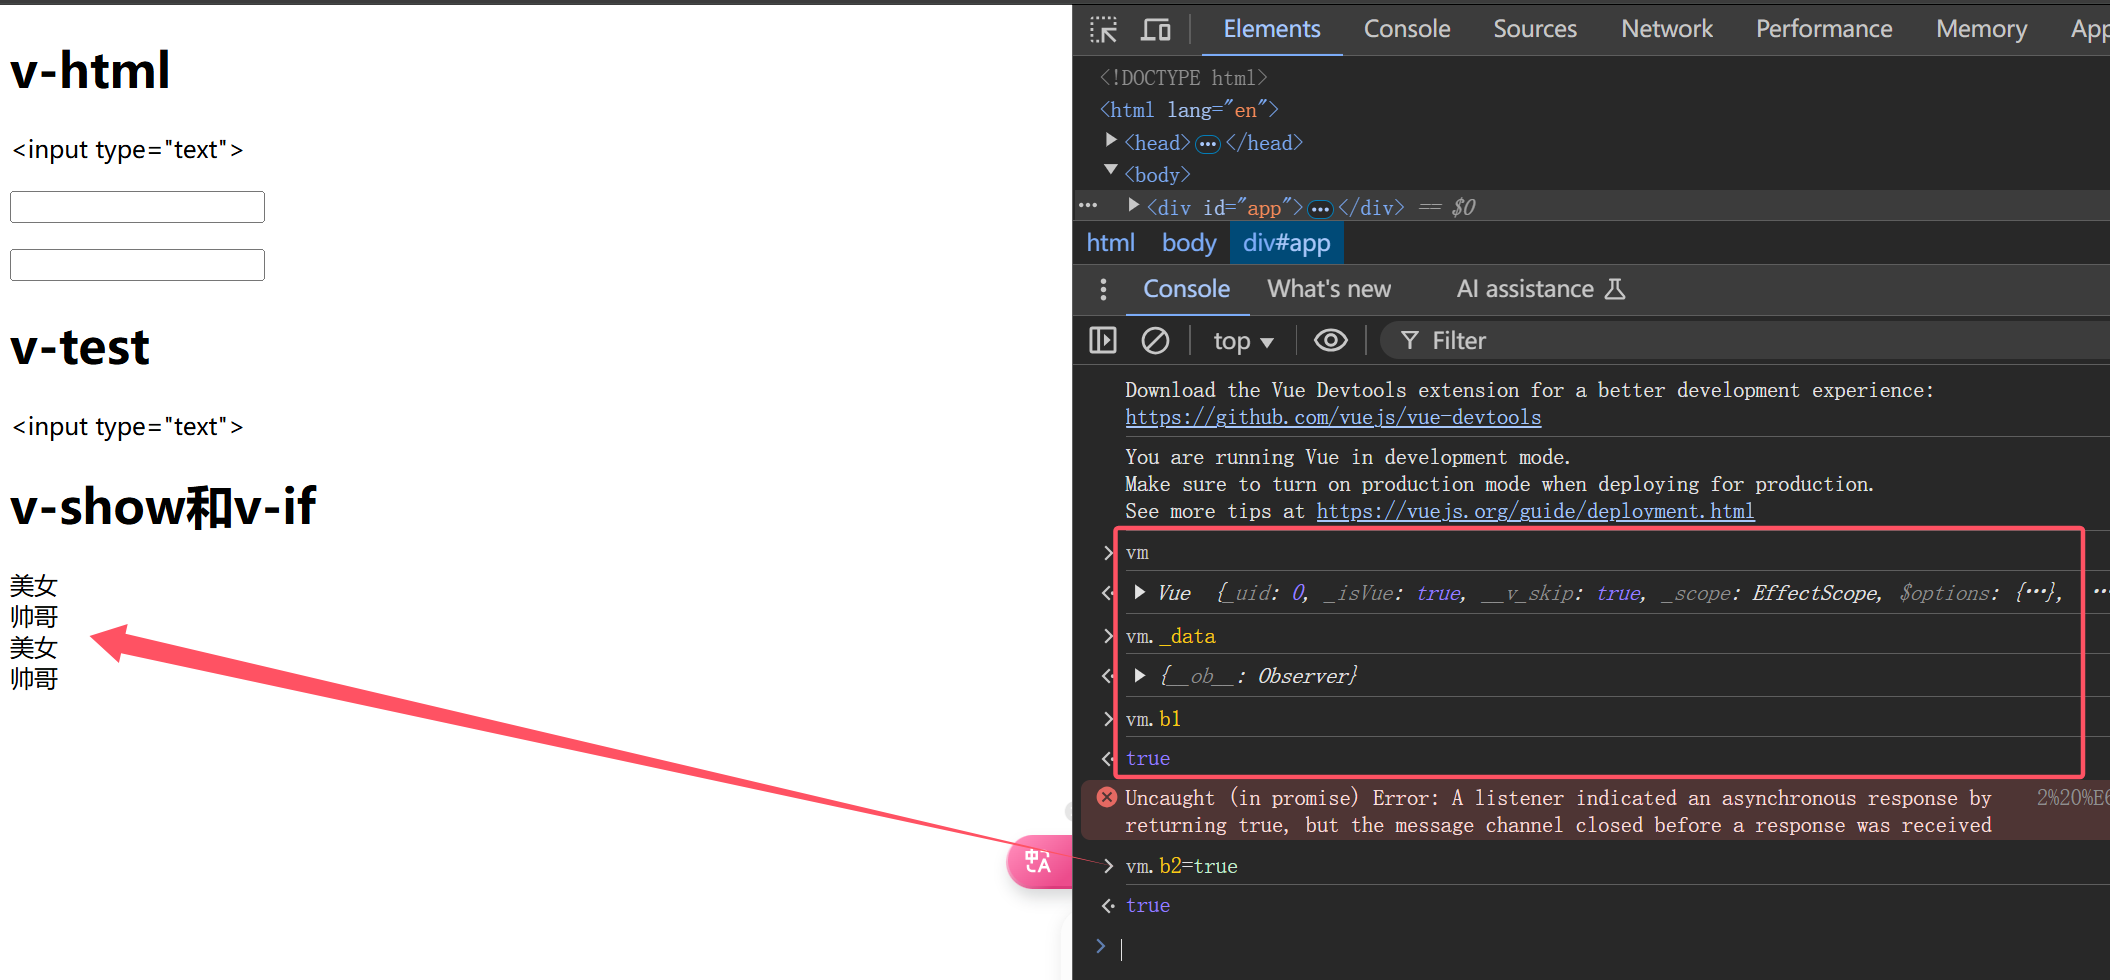 v-html
<input type="text">
v-test
<input type="text">
v-show和v-if
美女
帅哥
美女
帅哥
中A
Elements Console Sources Network Performance Memory App
<!DOCTYPE html>
<html lang="en">
<head>…</head>
<body>
… <div id="app">…</div> == $0
html body div#app
Console What's new AI assistance
top Filter
Download the Vue Devtools extension for a better development experience:
https://github.com/vuejs/vue-devtools
You are running Vue in development mode.
Make sure to turn on production mode when deploying for production.
See more tips at https://vuejs.org/guide/deployment.html
> vm
Vue {_uid: 0, _isVue: true, __v_skip: true, _scope: EffectScope, $options: {…}, …
> vm._data
{__ob__: Observer}
> vm.b1
true
Uncaught (in promise) Error: A listener indicated an asynchronous response by 2%20%E6
returning true, but the message channel closed before a response was received
> vm.b2=true
true
>